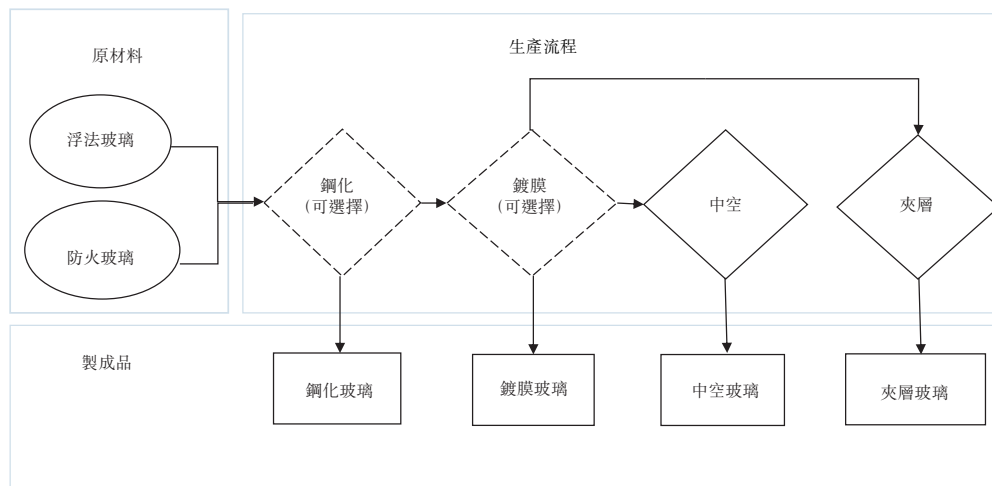 原材料
生產流程
浮法玻璃
防火玻璃
鋼化
(可選擇)
鍍膜
(可選擇)
中空
夾層
製成品
鋼化玻璃
鍍膜玻璃
中空玻璃
夾層玻璃